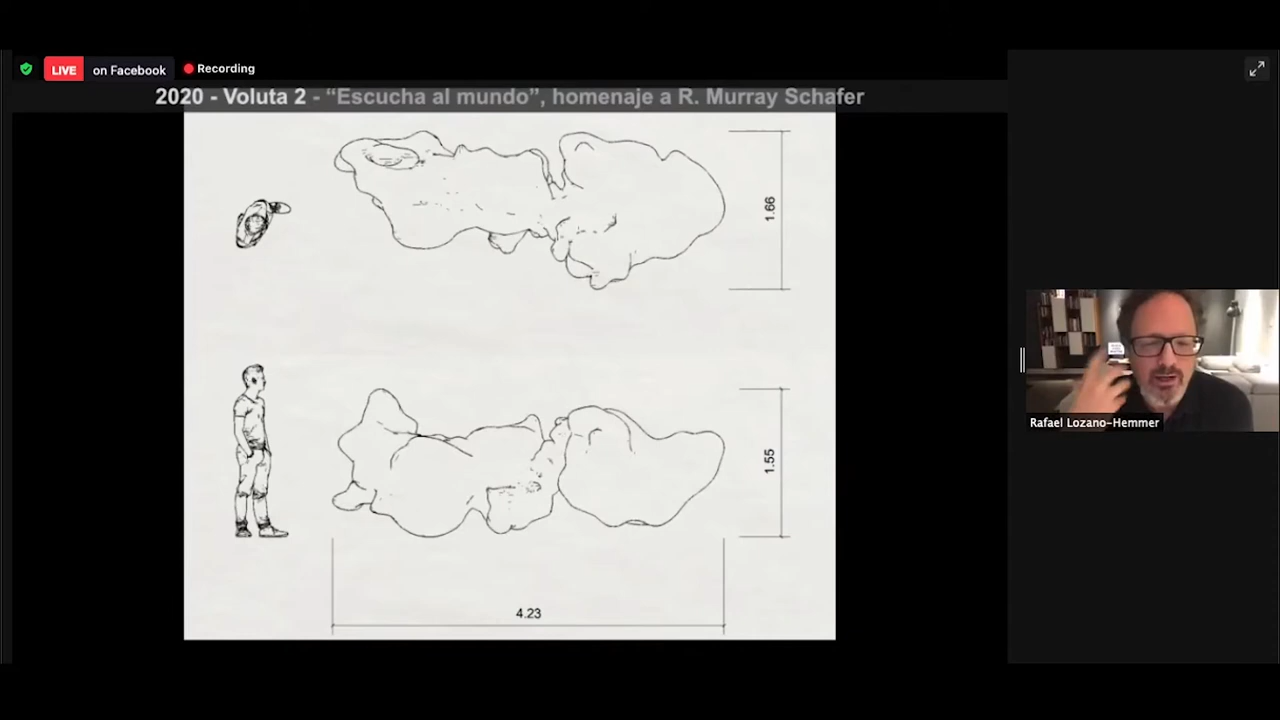 LIVE on Facebook Recording
2020 - Voluta 2 - “Escucha al mundo”, homenaje a R. Murray Schafer
1.66
1.55
4.23
Rafael Lozano-Hemmer